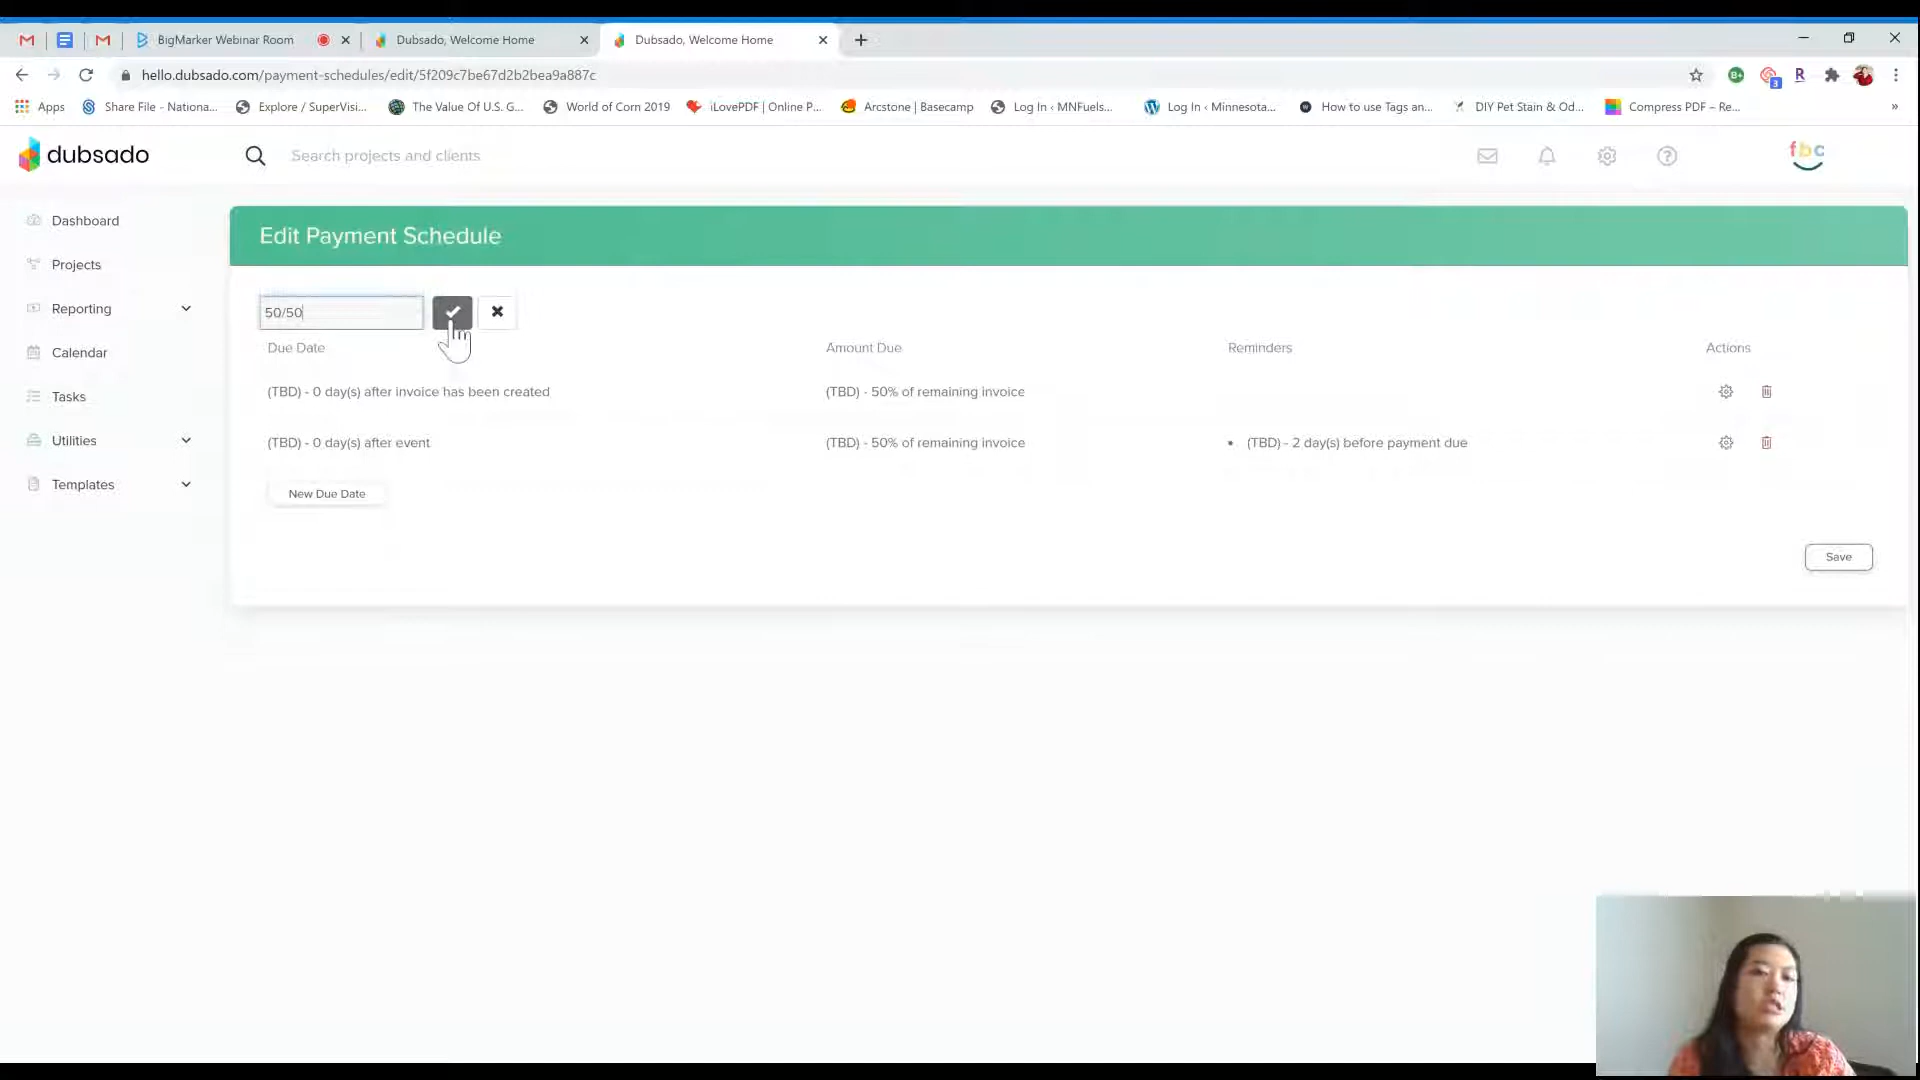 BigMarker Webinar Room
Dubsado, Welcome Home
Dubsado, Welcome Home
hello.dubsado.com/payment-schedules/edit/5f209c7be67d2b2bea9a887c
B+
3
R
Apps
Share File - Nationa...
Explore / SuperVisi...
The Value Of U.S. G...
World of Corn 2019
iLovePDF | Online P...
Arcstone | Basecamp
Log In ‹ MNFuels...
Log In ‹ Minnesota...
How to use Tags an...
DIY Pet Stain & Od...
Compress PDF – Re...
»
dubsado
Search projects and clients
fbc
Dashboard
Projects
Reporting
Calendar
Tasks
Utilities
Templates
Edit Payment Schedule
50/50
Due Date
Amount Due
Reminders
Actions
(TBD) - 0 day(s) after invoice has been created
(TBD) - 50% of remaining invoice
(TBD) - 0 day(s) after event
(TBD) - 50% of remaining invoice
• (TBD) - 2 day(s) before payment due
New Due Date
Save